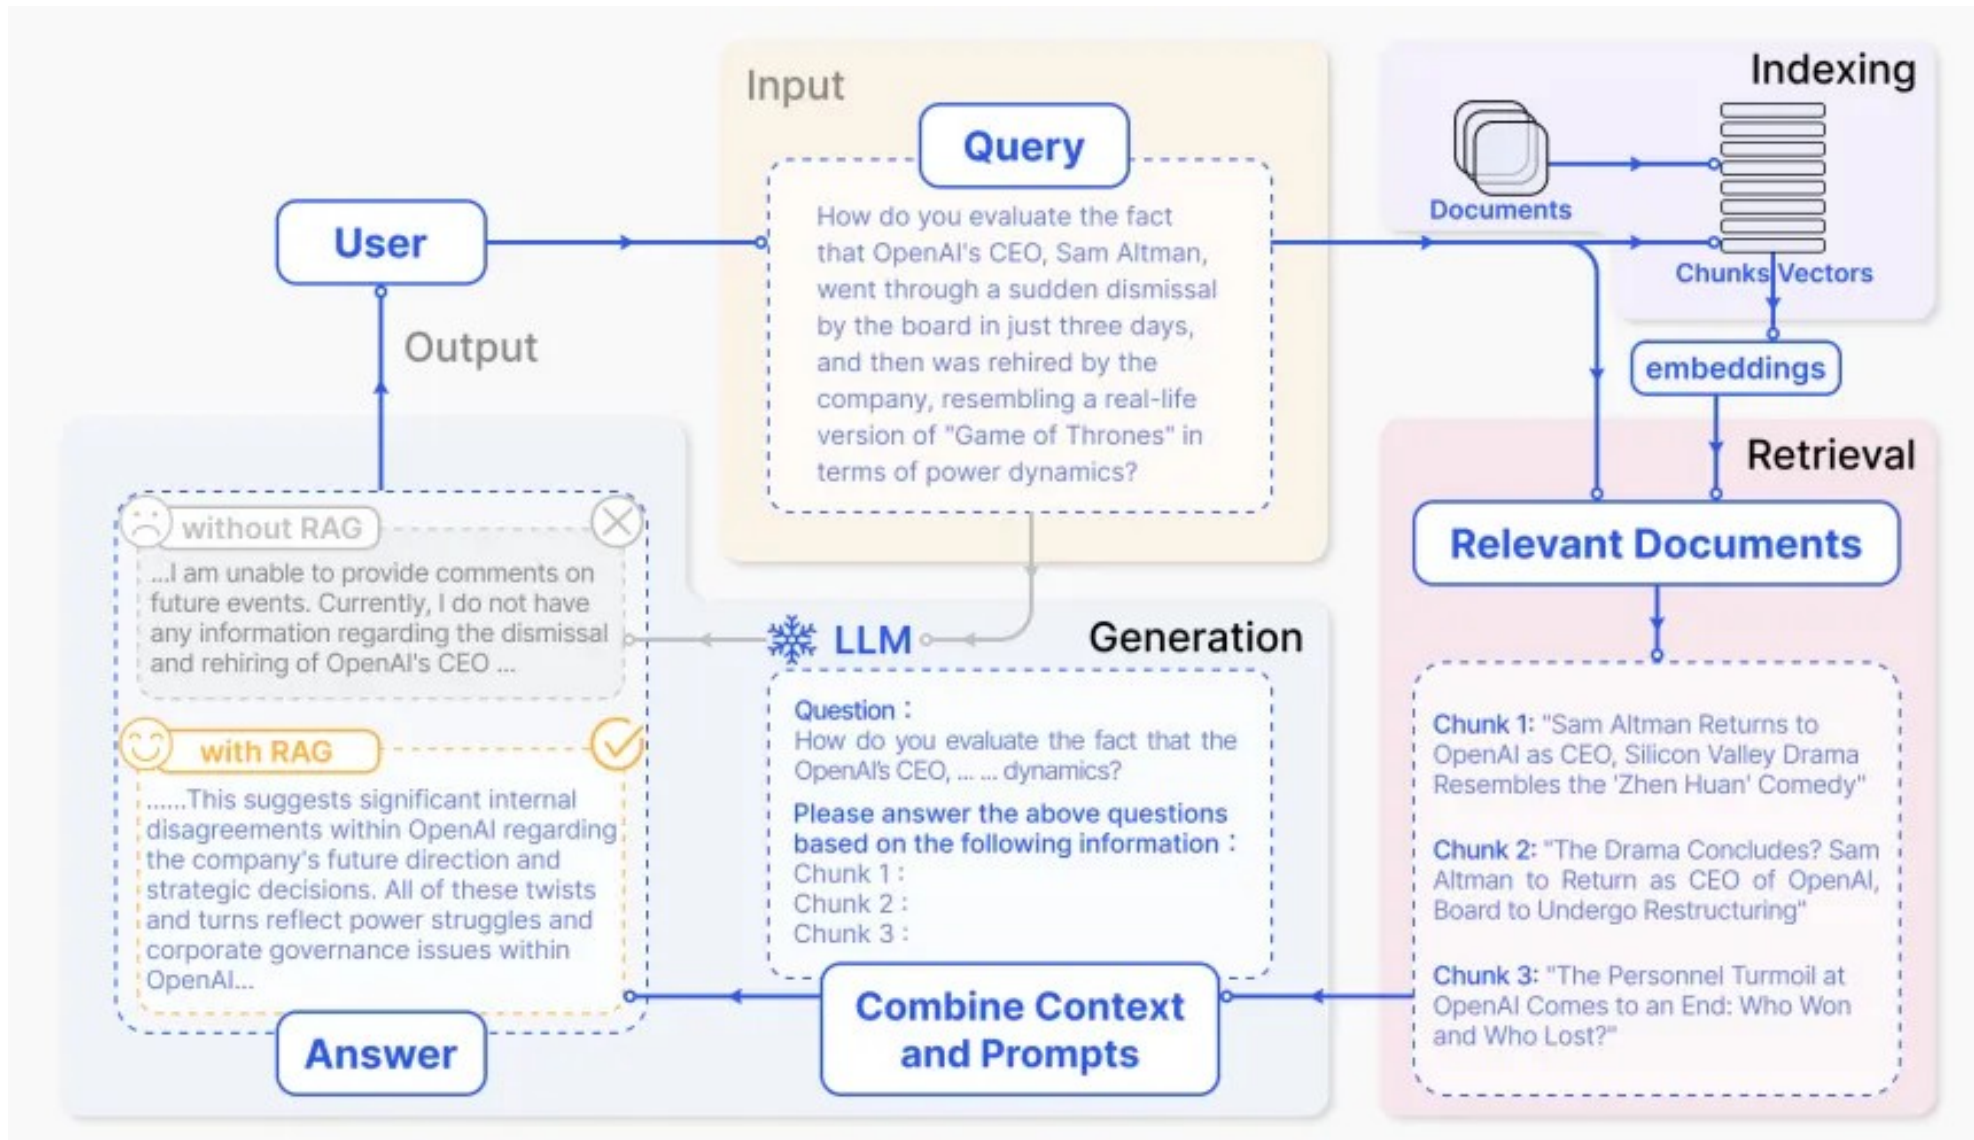 Input
Query
How do you evaluate the fact
that OpenAI's CEO, Sam Altman,
went through a sudden dismissal
by the board in just three days,
and then was rehired by the
company, resembling a real-life
version of "Game of Thrones" in
terms of power dynamics?
Indexing
Documents
Chunks Vectors
embeddings
User
Output
Retrieval
Relevant Documents
Chunk 1: "Sam Altman Returns to
OpenAI as CEO, Silicon Valley Drama
Resembles the 'Zhen Huan' Comedy"
Chunk 2: "The Drama Concludes? Sam
Altman to Return as CEO of OpenAI,
Board to Undergo Restructuring"
Chunk 3: "The Personnel Turmoil at
OpenAI Comes to an End: Who Won
and Who Lost?"
Generation
LLM
Question :
How do you evaluate the fact that the
OpenAI's CEO, ... ... dynamics?
Please answer the above questions
based on the following information :
Chunk 1 :
Chunk 2 :
Chunk 3 :
Combine Context
and Prompts
without RAG
...I am unable to provide comments on
future events. Currently, I do not have
any information regarding the dismissal
and rehiring of OpenAI's CEO ...
with RAG
......This suggests significant internal
disagreements within OpenAI regarding
the company's future direction and
strategic decisions. All of these twists
and turns reflect power struggles and
corporate governance issues within
OpenAI...
Answer